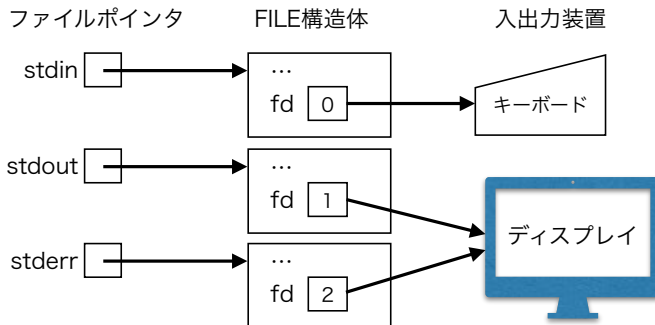 ファイルポインタ FILE構造体 入出力装置
stdin … 
fd 0 キーボード
stdout …
fd 1 ディスプレイ
stderr …
fd 2